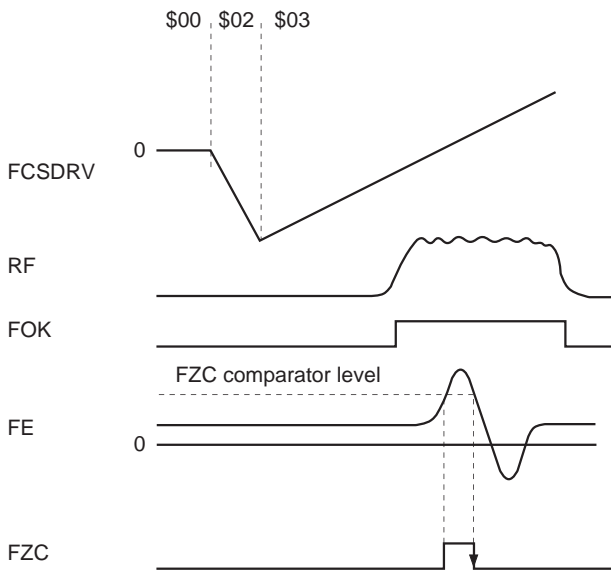 $00 $02 $03
0
FCSDRV
RF
FOK
FZC comparator level
FE
0
FZC